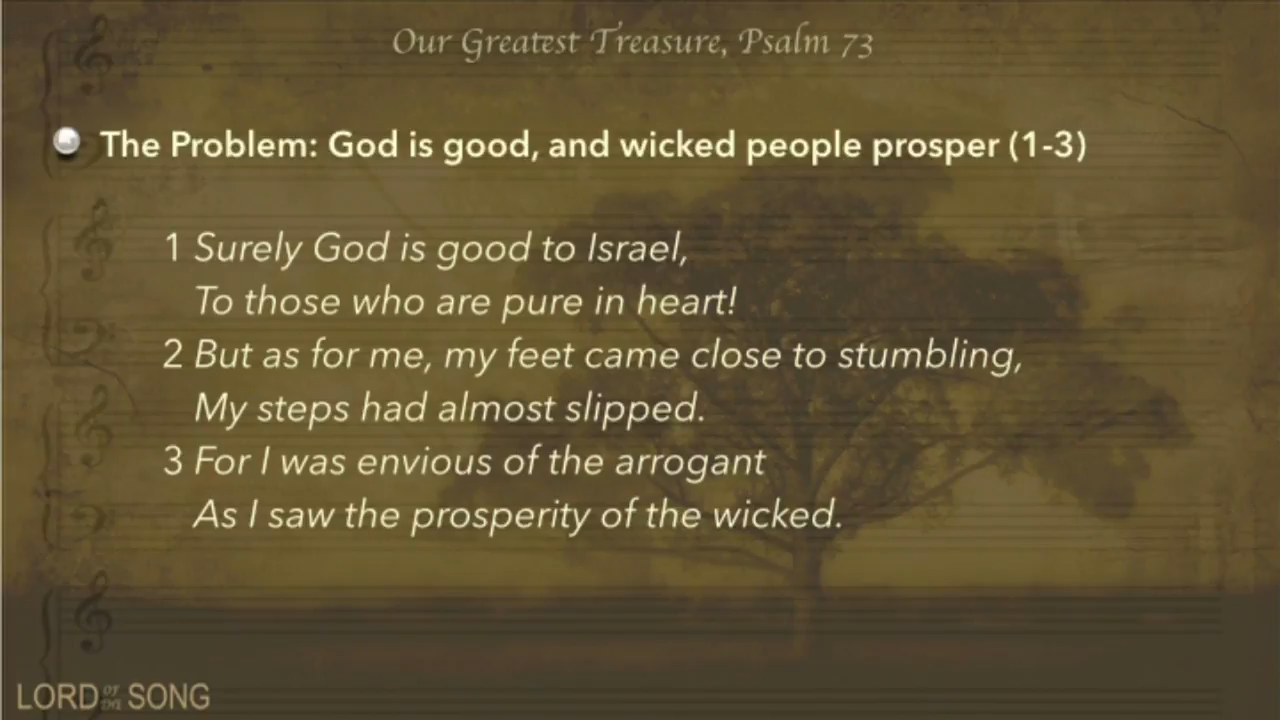 Our Greatest Treasure, Psalm 73
The Problem: God is good, and wicked people prosper (1-3)
1 Surely God is good to Israel,
To those who are pure in heart!
2 But as for me, my feet came close to stumbling,
My steps had almost slipped.
3 For I was envious of the arrogant
As I saw the prosperity of the wicked.
LORD of the SONG